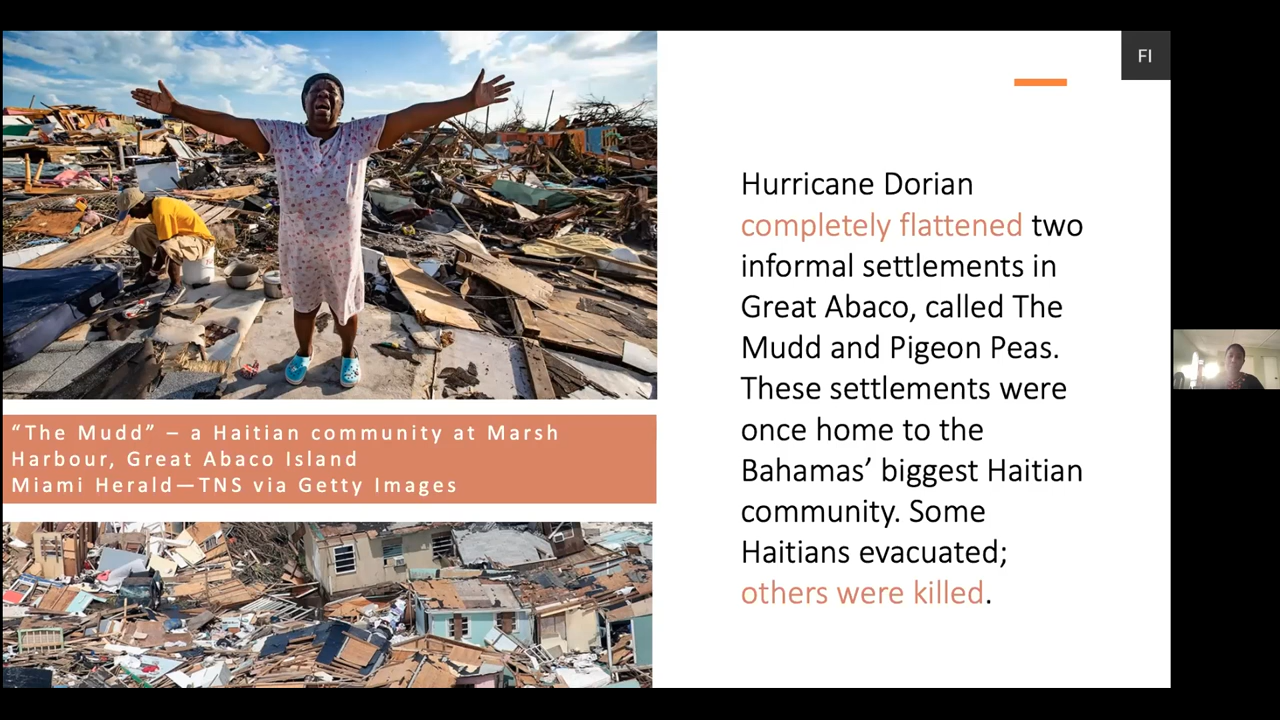 FI
Hurricane Dorian
completely flattened two
informal settlements in
Great Abaco, called The
Mudd and Pigeon Peas.
These settlements were
once home to the
Bahamas’ biggest Haitian
community. Some
Haitians evacuated;
others were killed.
“The Mudd” – a Haitian community at Marsh
Harbour, Great Abaco Island
Miami Herald—TNS via Getty Images